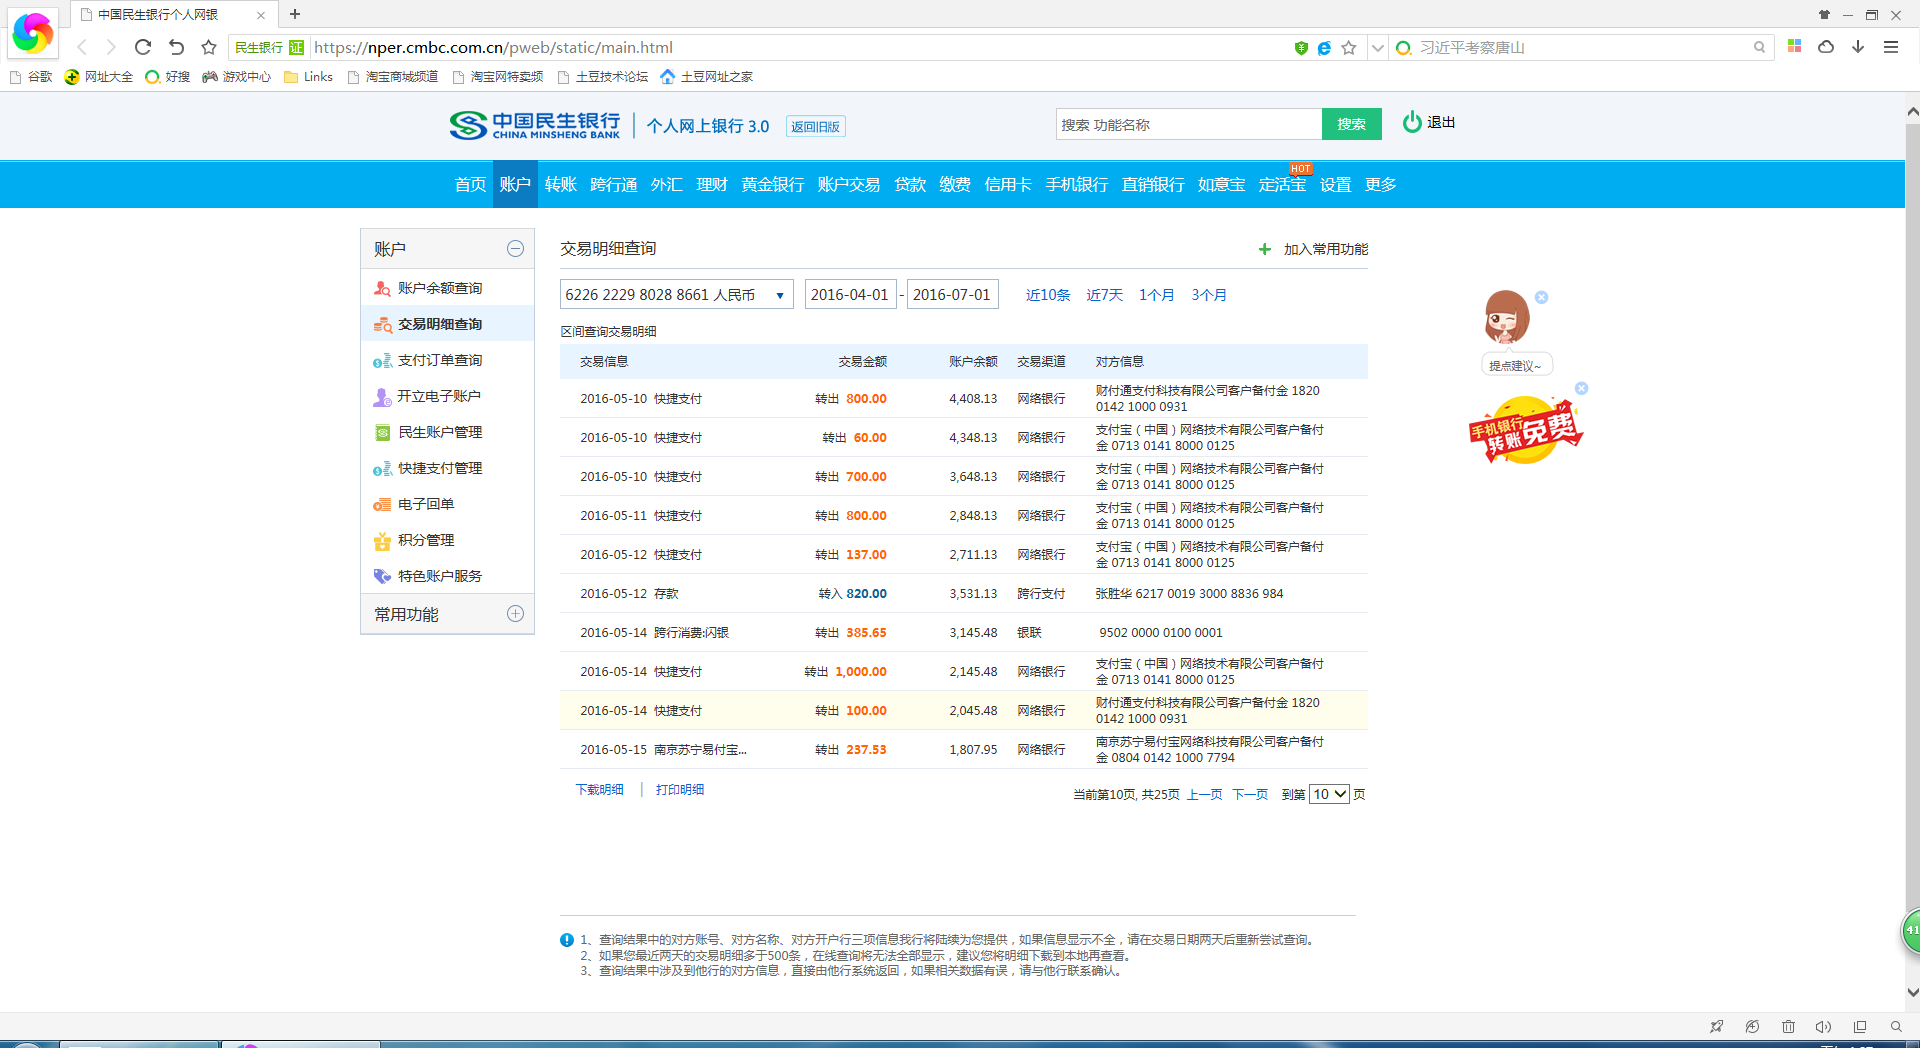 中国民生银行个人网银
民生银行 证 https://nper.cmbc.com.cn/pweb/static/main.html
习近平考察唐山
谷歌 网址大全 好搜 游戏中心 Links 淘宝商城频道 淘宝网特卖频 土豆技术论坛 土豆网址之家
中国民生银行
CHINA MINSHENG BANK
个人网上银行 3.0 返回旧版
搜索 功能名称 搜索 退出
HOT
首页 账户 转账 跨行通 外汇 理财 黄金银行 账户交易 贷款 缴费 信用卡 手机银行 直销银行 如意宝 定活宝 设置 更多
账户
账户余额查询
交易明细查询
支付订单查询
开立电子账户
民生账户管理
快捷支付管理
电子回单
积分管理
特色账户服务
常用功能
交易明细查询 加入常用功能
6226 2229 8028 8661 人民币 2016-04-01 - 2016-07-01 近10条 近7天 1个月 3个月
区间查询交易明细
交易信息 交易金额 账户余额 交易渠道 对方信息
2016-05-10 快捷支付 转出 800.00 4,408.13 网络银行 财付通支付科技有限公司客户备付金 1820
0142 1000 0931
2016-05-10 快捷支付 转出 60.00 4,348.13 网络银行 支付宝（中国）网络技术有限公司客户备付
金 0713 0141 8000 0125
2016-05-10 快捷支付 转出 700.00 3,648.13 网络银行 支付宝（中国）网络技术有限公司客户备付
金 0713 0141 8000 0125
2016-05-11 快捷支付 转出 800.00 2,848.13 网络银行 支付宝（中国）网络技术有限公司客户备付
金 0713 0141 8000 0125
2016-05-12 快捷支付 转出 137.00 2,711.13 网络银行 支付宝（中国）网络技术有限公司客户备付
金 0713 0141 8000 0125
2016-05-12 存款 转入 820.00 3,531.13 跨行支付 张胜华 6217 0019 3000 8836 984
2016-05-14 跨行消费:闪银 转出 385.65 3,145.48 银联 9502 0000 0100 0001
2016-05-14 快捷支付 转出 1,000.00 2,145.48 网络银行 支付宝（中国）网络技术有限公司客户备付
金 0713 0141 8000 0125
2016-05-14 快捷支付 转出 100.00 2,045.48 网络银行 财付通支付科技有限公司客户备付金 1820
0142 1000 0931
2016-05-15 南京苏宁易付宝... 转出 237.53 1,807.95 网络银行 南京苏宁易付宝网络科技有限公司客户备付
金 0804 0142 1000 7794
下载明细 | 打印明细
当前第10页, 共25页 上一页 下一页 到第 10 页
提点建议~
手机银行
转账免费
1、查询结果中的对方账号、对方名称、对方开户行三项信息我行将陆续为您提供，如果信息显示不全，请在交易日期两天后重新尝试查询。
2、如果您最近两天的交易明细多于500条，在线查询将无法全部显示，建议您将明细下载到本地再查看。
3、查询结果中涉及到他行的对方信息，直接由他行系统返回，如果相关数据有误，请与他行联系确认。
41